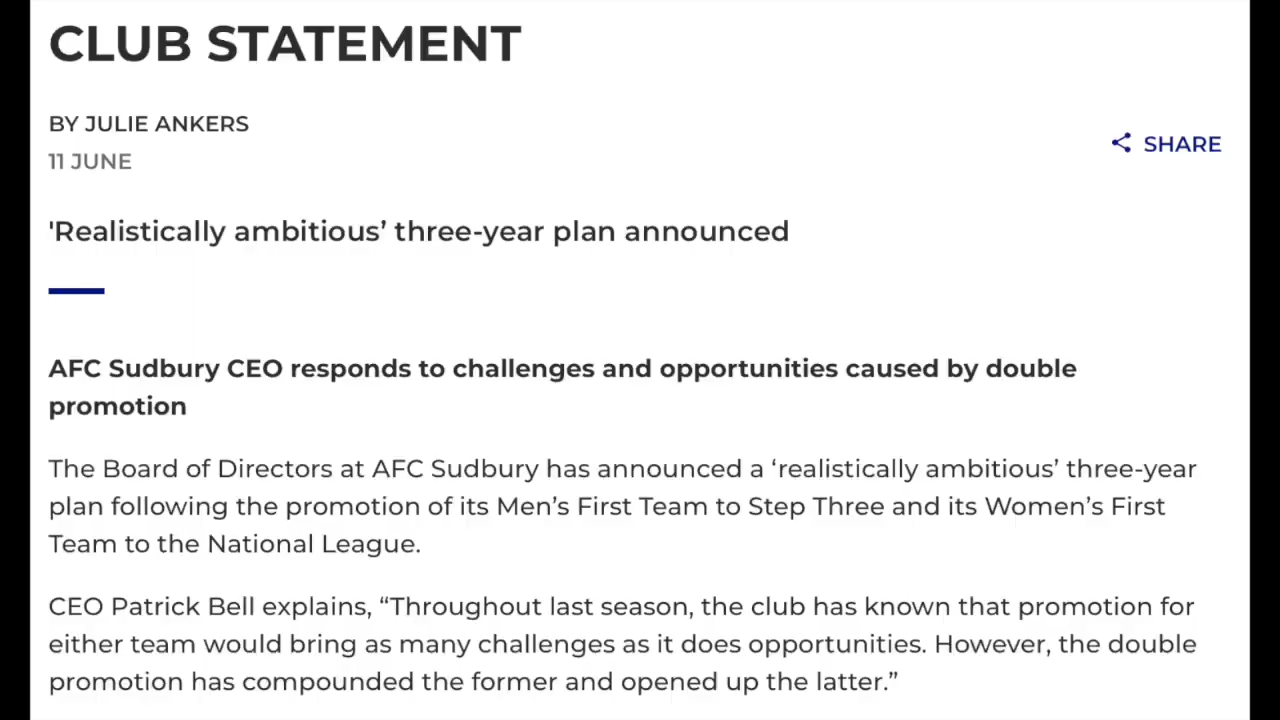 CLUB STATEMENT
BY JULIE ANKERS
11 JUNE
SHARE
'Realistically ambitious’ three-year plan announced
AFC Sudbury CEO responds to challenges and opportunities caused by double
promotion
The Board of Directors at AFC Sudbury has announced a ‘realistically ambitious’ three-year
plan following the promotion of its Men’s First Team to Step Three and its Women’s First
Team to the National League.
CEO Patrick Bell explains, “Throughout last season, the club has known that promotion for
either team would bring as many challenges as it does opportunities. However, the double
promotion has compounded the former and opened up the latter.”